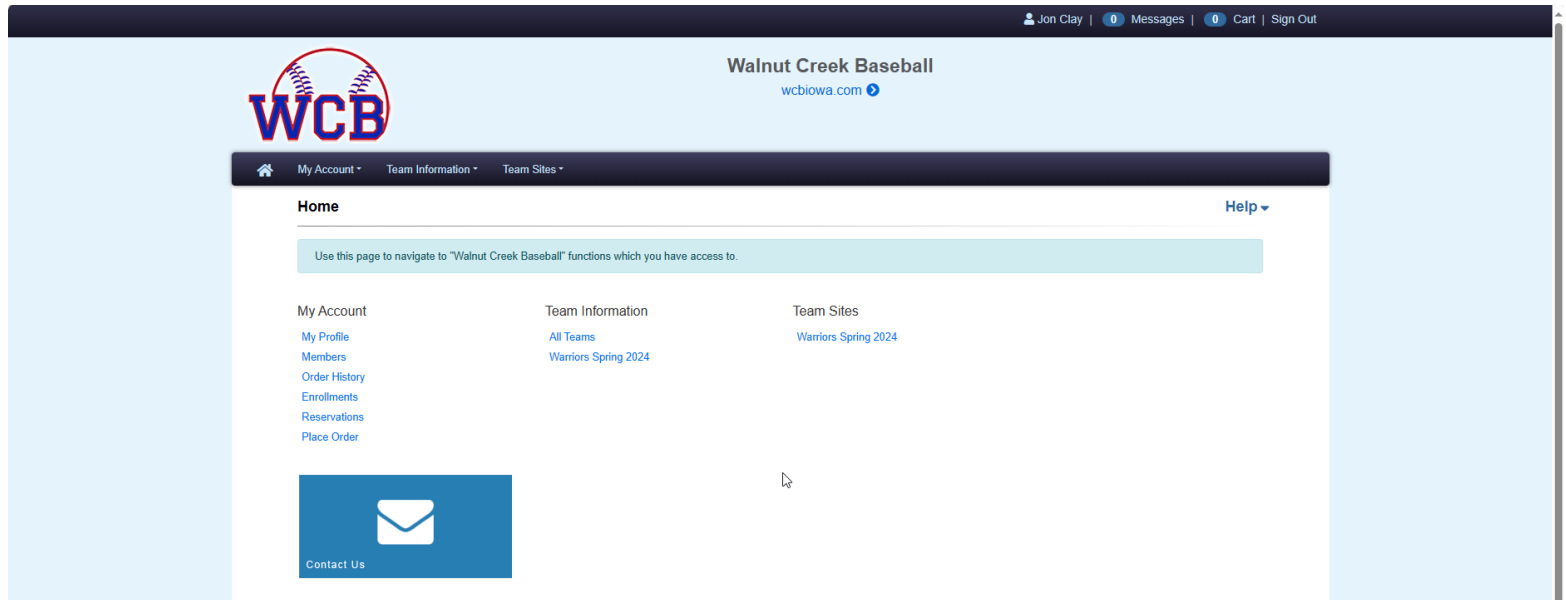 Jon Clay | 0 Messages | 0 Cart | Sign Out
WCB
Walnut Creek Baseball
wcbiowa.com
My Account Team Information Team Sites
Home
Help
Use this page to navigate to "Walnut Creek Baseball" functions which you have access to.
My Account
My Profile
Members
Order History
Enrollments
Reservations
Place Order
Team Information
All Teams
Warriors Spring 2024
Team Sites
Warriors Spring 2024
Contact Us